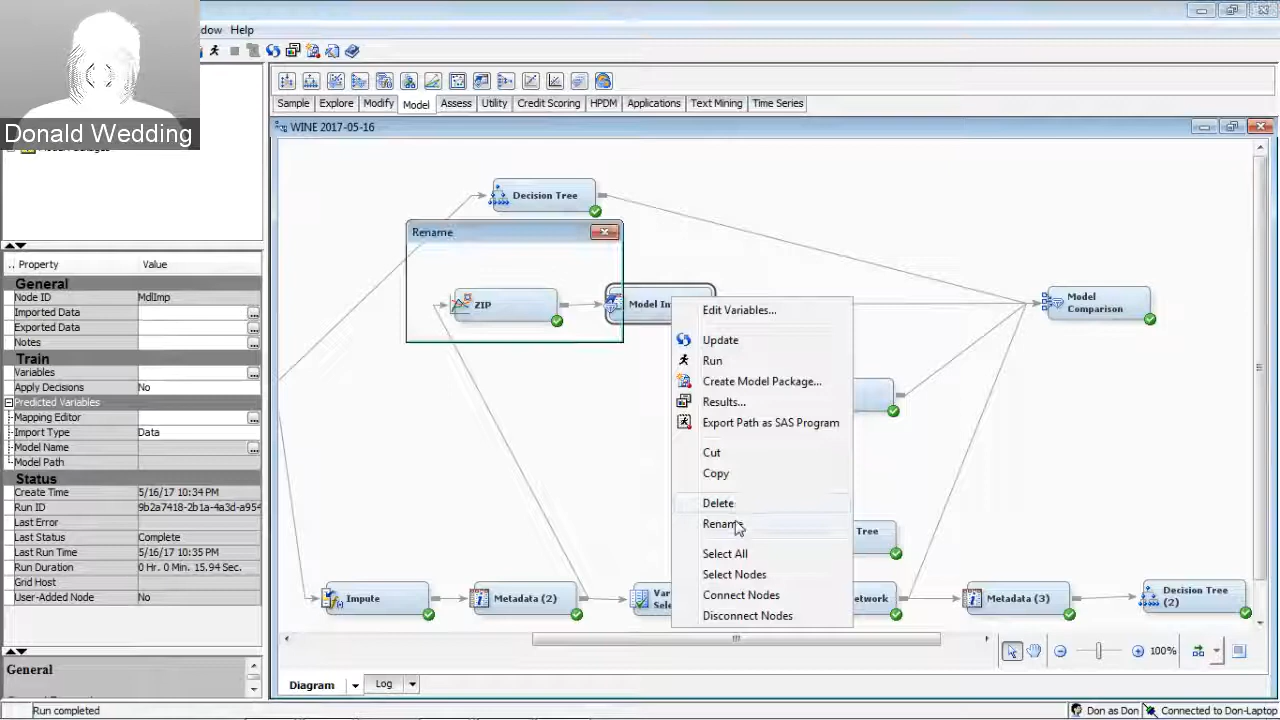 dow Help
Donald Wedding
Sample Explore Modify Model Assess Utility Credit Scoring HPDM Applications Text Mining Time Series
WINE 2017-05-16
.. Property Value
General
Node ID MdlImp
Imported Data
Exported Data
Notes
Train
Variables
Apply Decisions No
Predicted Variables
Mapping Editor
Import Type Data
Model Name
Model Path
Status
Create Time 5/16/17 10:34 PM
Run ID 9b2a7418-2b1a-4a3d-a954
Last Error
Last Status Complete
Last Run Time 5/16/17 10:35 PM
Run Duration 0 Hr. 0 Min. 15.94 Sec.
Grid Host
User-Added Node No
General
Run completed
Decision Tree
Rename
ZIP
Model Im
Model
Comparison
Edit Variables...
Update
Run
Create Model Package...
Results...
Export Path as SAS Program
Cut
Copy
Delete
Rename
Select All
Select Nodes
Connect Nodes
Disconnect Nodes
Tree
Impute
Metadata (2)
Var
Sele
etwork
Metadata (3)
Decision Tree
(2)
100%
Diagram Log
Don as Don Connected to Don-Laptop